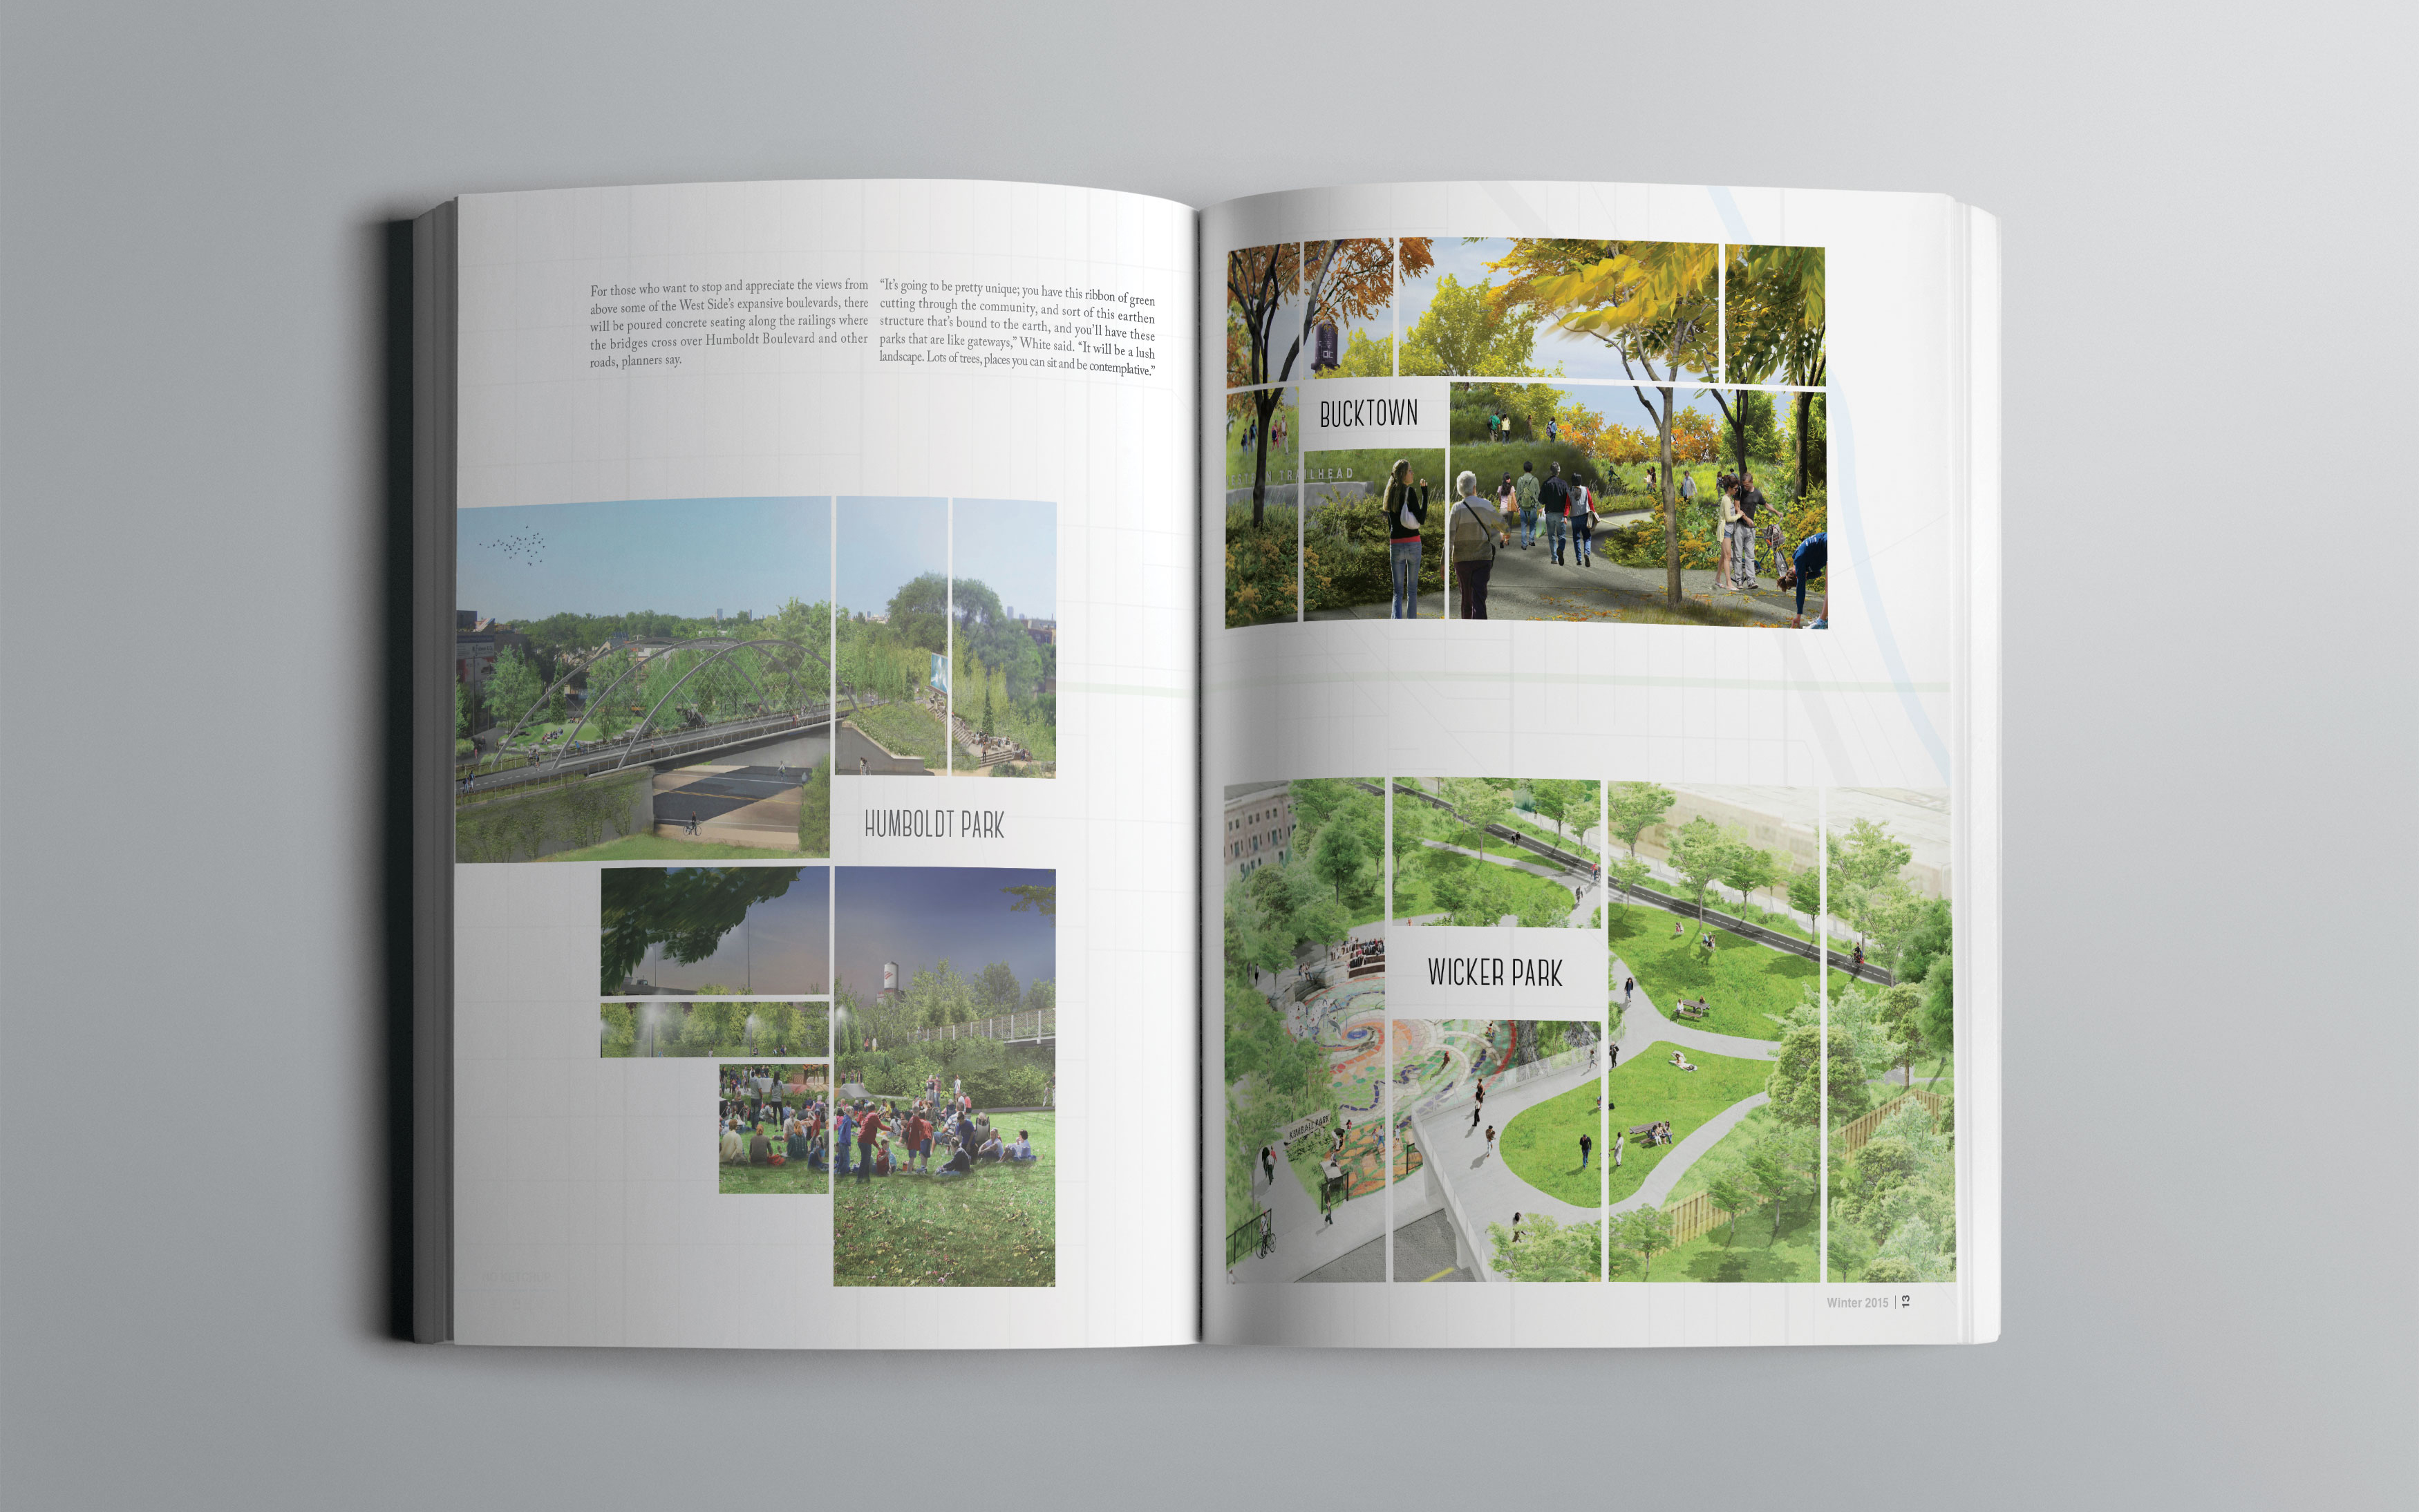 For those who want to stop and appreciate the views from
above some of the West Side's expansive boulevards, there
will be poured concrete seating along the railings where
the bridges cross over Humboldt Boulevard and other
roads, planners say.
“It's going to be pretty unique; you have this ribbon of green
cutting through the community, and sort of this earthen
structure that's bound to the earth, and you'll have these
parks that are like gateways,” White said. “It will be a lush
landscape. Lots of trees, places you can sit and be contemplative.”
HUMBOLDT PARK
BUCKTOWN
TRAILHEAD
WICKER PARK
KIMBALL PARK
Winter 2015 | 13